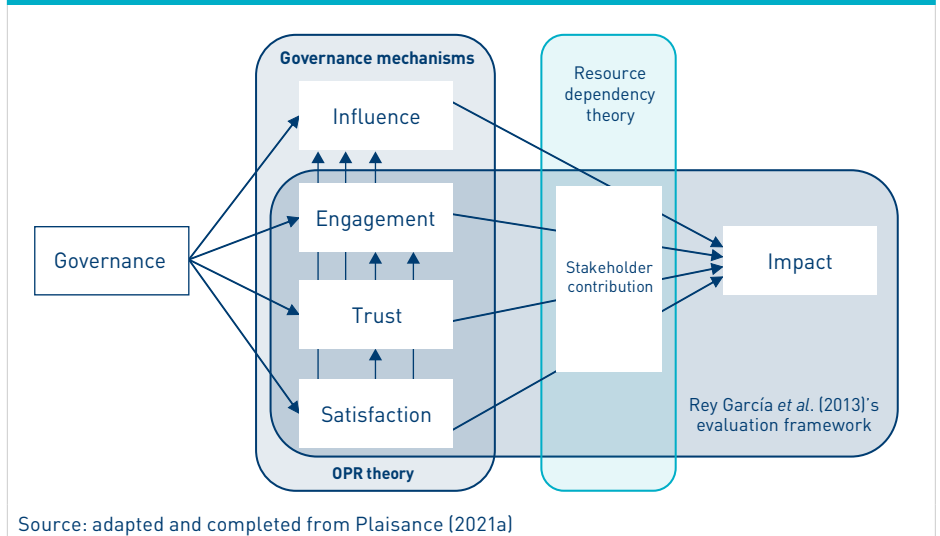 Governance mechanisms
Influence
Resource
dependency
theory
Engagement
Governance
Stakeholder
contribution
Impact
Trust
Satisfaction
Rey García et al. (2013)'s
evaluation framework
OPR theory
Source: adapted and completed from Plaisance (2021a)